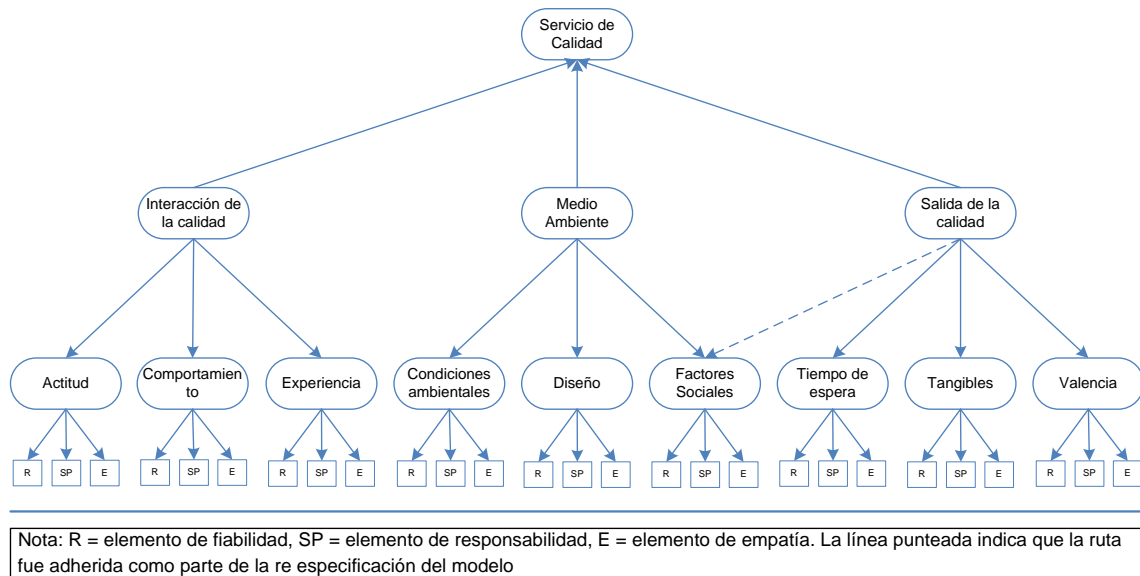 Servicio de
Calidad
Interacción de
la calidad
Medio
Ambiente
Salida de la
calidad
Actitud
Comportamien
to
Experiencia
Condiciones
ambientales
Diseño
Factores
Sociales
Tiempo de
espera
Tangibles
Valencia
R SP E R SP E R SP E R SP E R SP E R SP E R SP E R SP E R SP E
Nota: R = elemento de fiabilidad, SP = elemento de responsabilidad, E = elemento de empatía. La línea punteada indica que la ruta
fue adherida como parte de la re especificación del modelo